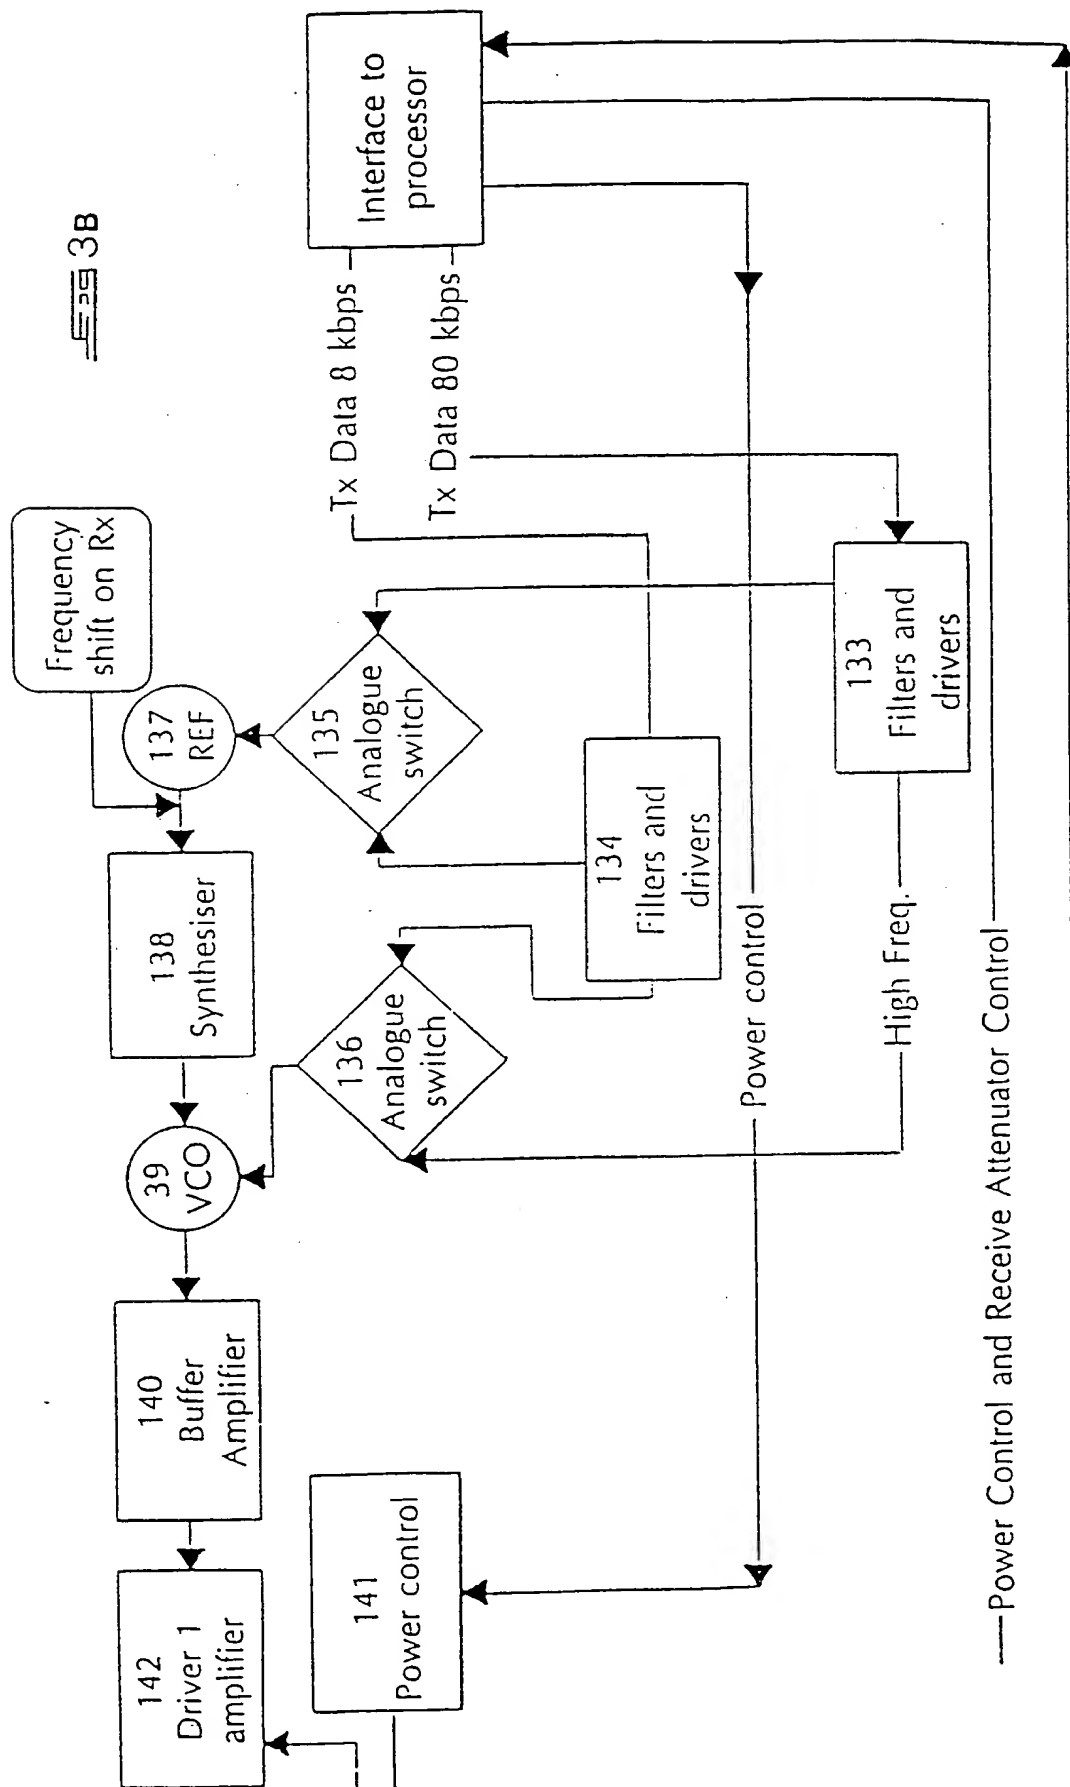 Fig 3B
Frequency
shift on Rx
137
REF
138
Synthesiser
39
VCO
140
Buffer
Amplifier
142
Driver 1
amplifier
Interface to
processor
Tx Data 8 kbps
Tx Data 80 kbps
135
Analogue
switch
136
Analogue
switch
134
Filters and
drivers
133
Filters and
drivers
141
Power control
Power control
High Freq.
Power Control and Receive Attenuator Control